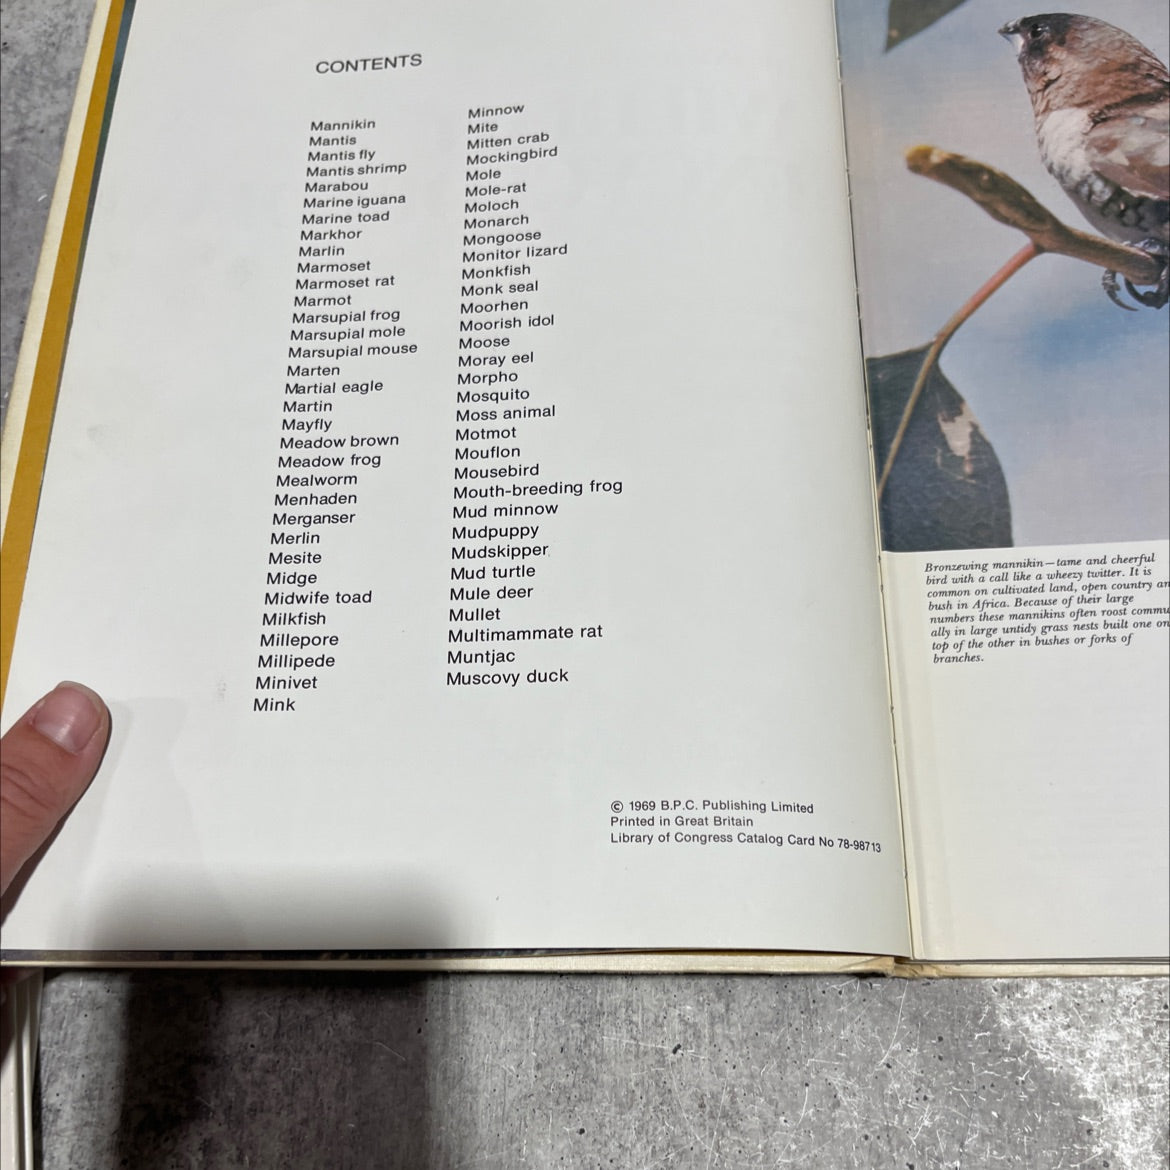 CONTENTS
Mannikin
Mantis
Mantis fly
Mantis shrimp
Marabou
Marine iguana
Marine toad
Markhor
Marlin
Marmoset
Marmoset rat
Marmot
Marsupial frog
Marsupial mole
Marsupial mouse
Marten
Martial eagle
Martin
Mayfly
Meadow brown
Meadow frog
Mealworm
Menhaden
Merganser
Merlin
Mesite
Midge
Midwife toad
Milkfish
Millepore
Millipede
Minivet
Mink
Minnow
Mite
Mitten crab
Mockingbird
Mole
Mole-rat
Moloch
Monarch
Mongoose
Monitor lizard
Monkfish
Monk seal
Moorhen
Moorish idol
Moose
Moray eel
Morpho
Mosquito
Moss animal
Motmot
Mouflon
Mousebird
Mouth-breeding frog
Mud minnow
Mudpuppy
Mudskipper
Mud turtle
Mule deer
Mullet
Multimammate rat
Muntjac
Muscovy duck
© 1969 B.P.C. Publishing Limited
Printed in Great Britain
Library of Congress Catalog Card No 78-98713
Bronzewing mannikin—tame and cheerful
bird with a call like a wheezy twitter. It is
common on cultivated land, open country
bush in Africa. Because of their large
numbers these mannikins often roost
ally in large untidy grass nests built one on
top of the other in bushes or forks of
branches.